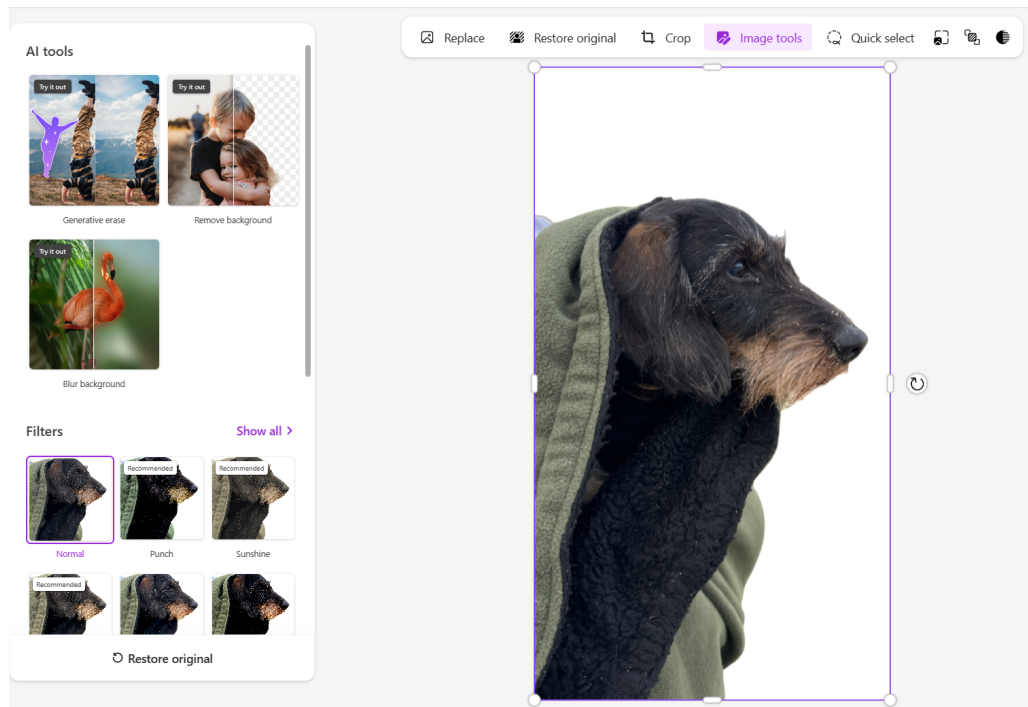 Replace
Restore original
Crop
Image tools
Quick select
AI tools
Try it out
Try it out
Generative erase
Remove background
Try it out
Blur background
Filters
Show all
Recommended
Recommended
Normal
Punch
Sunshine
Recommended
Restore original